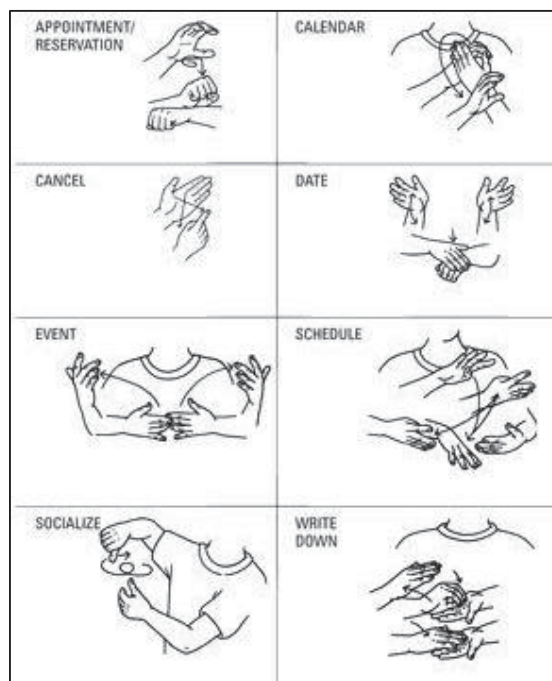 APPOINTMENT/
RESERVATION
CALENDAR
CANCEL
DATE
EVENT
SCHEDULE
SOCIALIZE
WRITE
DOWN